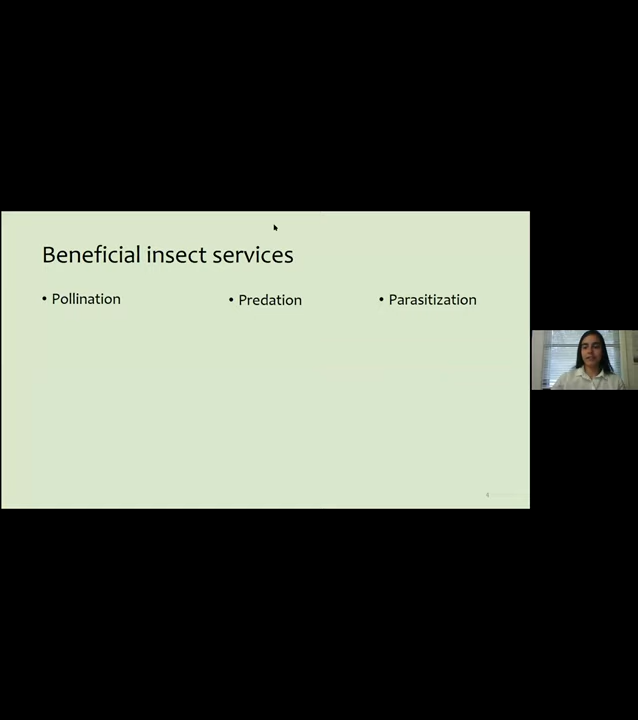 Beneficial insect services
• Pollination
• Predation
• Parasitization